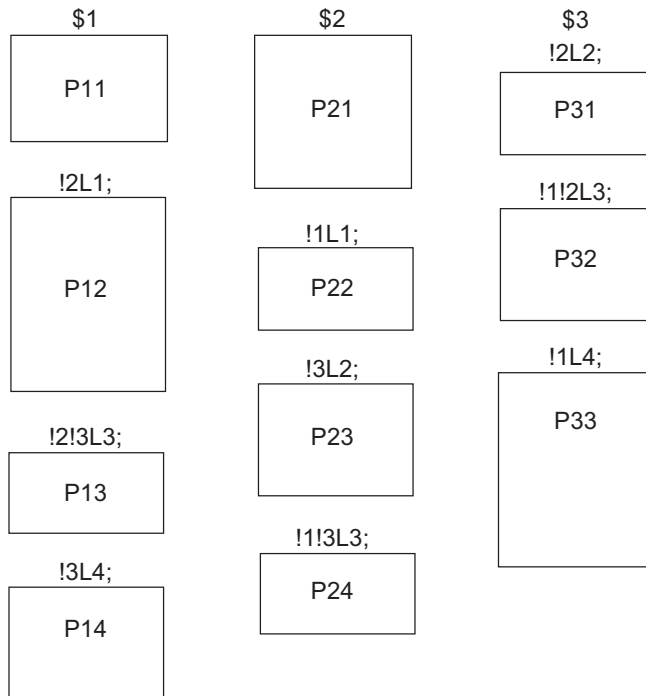 $1
P11
!2L1;
P12
!2!3L3;
P13
!3L4;
P14
$2
P21
!1L1;
P22
!3L2;
P23
!1!3L3;
P24
$3
!2L2;
P31
!1!2L3;
P32
!1L4;
P33